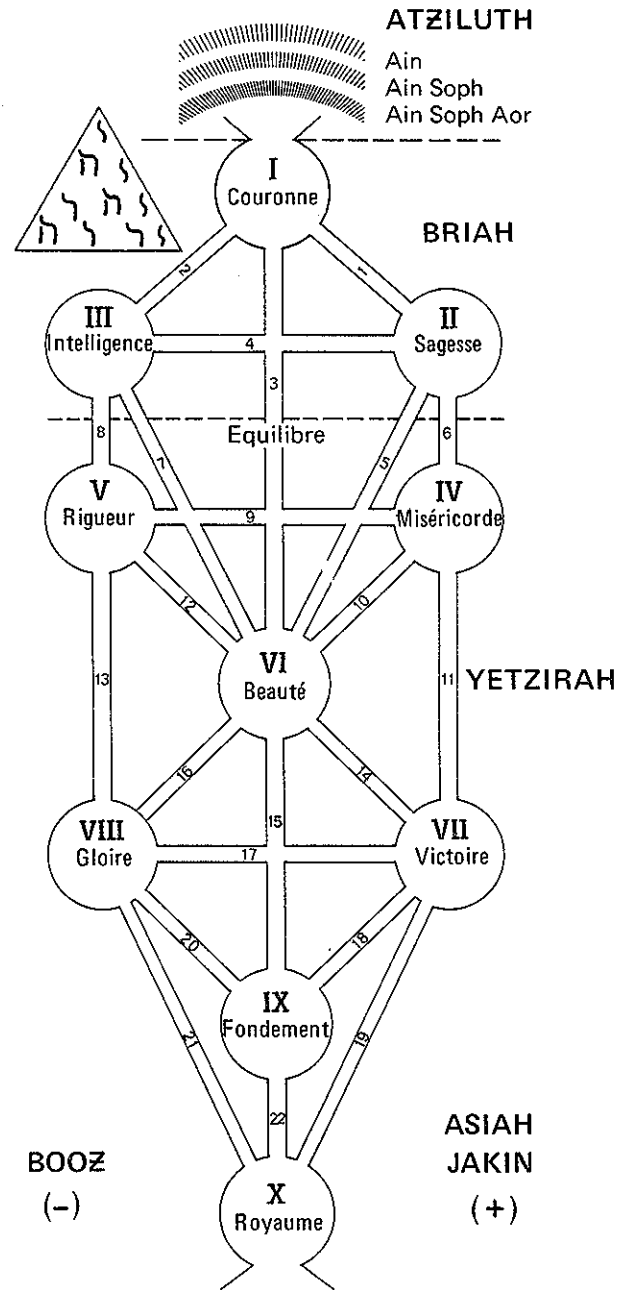 ATZILUTH
Ain
Ain Soph
Ain Soph Aor
I
Couronne
BRIAH
2
1
III
Intelligence
II
Sagesse
4
3
8
Equilibre
6
7
5
V
Rigueur
IV
Miséricorde
9
12
10
VI
Beauté
13
11
YETZIRAH
16
14
15
VIII
Gloire
VII
Victoire
17
20
18
IX
Fondement
21
19
22
ASIAH
BOOZ
JAKIN
(-)
(+)
X
Royaume